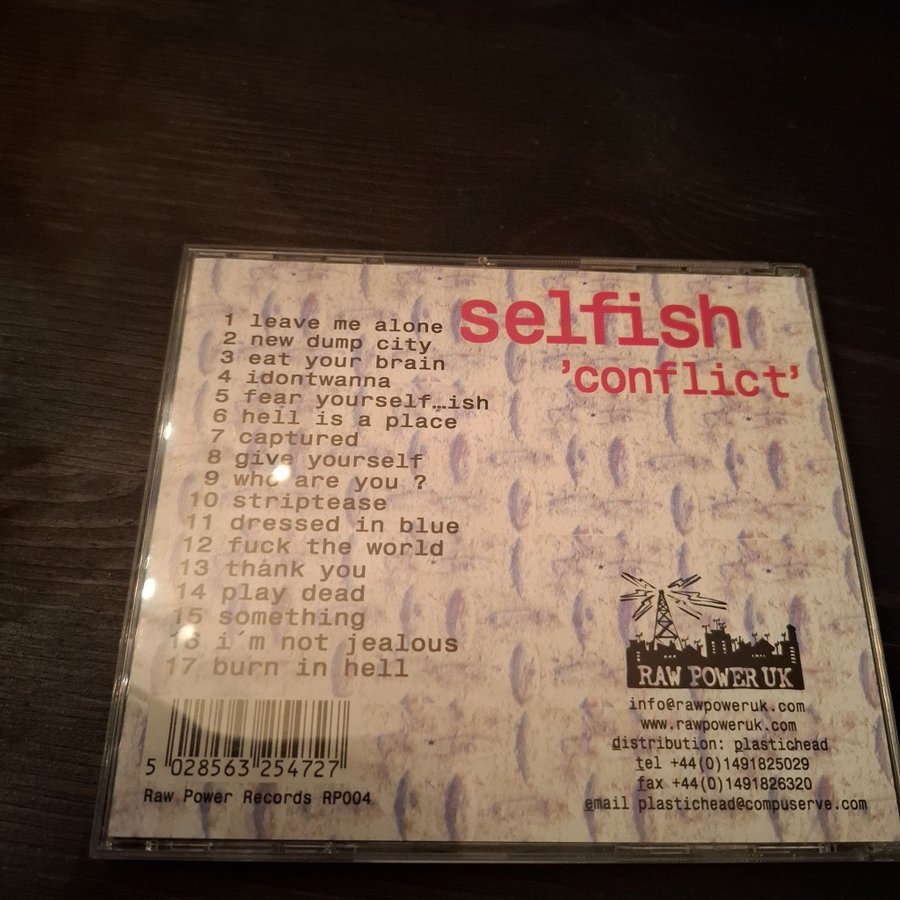 selfish
'conflict'
1 leave me alone
2 new dump city
3 eat your brain
4 idontwanna
5 fear yourself...ish
6 hell is a place
7 captured
8 give yourself
9 who are you ?
10 striptease
11 dressed in blue
12 fuck the world
13 thank you
14 play dead
15 something
16 i´m not jealous
17 burn in hell
5 028563 254727
Raw Power Records RP004
RAW POWER UK
info@rawpoweruk.com
www.rawpoweruk.com
distribution: plastichead
tel +44(0)1491825029
fax +44(0)1491826320
email plastichead@compuserve.com